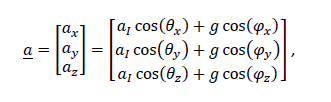 a = [a_x a_y a_z] = [a_I cos(θ_x) + g cos(φ_x)
a_I cos(θ_y) + g cos(φ_y)
a_I cos(θ_z) + g cos(φ_z)],